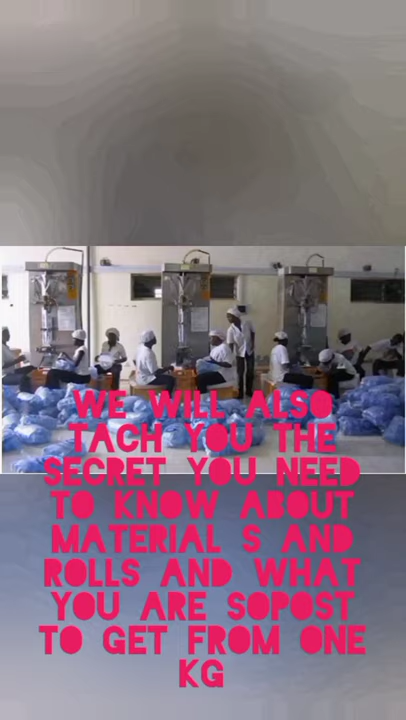 WE WILL ALSO
TACH YOU THE
SECRET YOU NEED
TO KNOW ABOUT
MATERIAL S AND
ROLLS AND WHAT
YOU ARE SOPOST
TO GET FROM ONE
KG